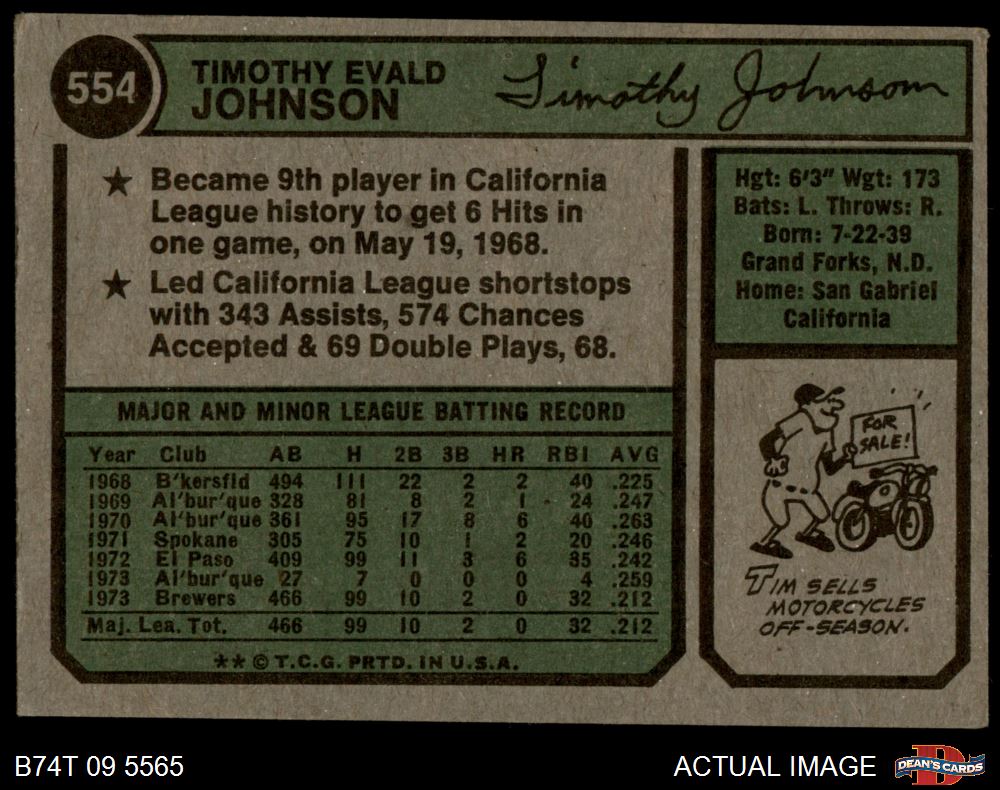 554
TIMOTHY EVALD
JOHNSON
Timothy Johnson
★ Became 9th player in California
League history to get 6 Hits in
one game, on May 19, 1968.
★ Led California League shortstops
with 343 Assists, 574 Chances
Accepted & 69 Double Plays, 68.
MAJOR AND MINOR LEAGUE BATTING RECORD
Year Club AB H 2B 3B HR RBI AVG
1968 B'kersfld 494 111 22 2 2 40 .225
1969 Al'bur'que 328 81 8 2 1 24 .247
1970 Al'bur'que 361 95 17 8 6 40 .263
1971 Spokane 305 75 10 1 2 20 .246
1972 El Paso 409 99 11 3 6 35 .242
1973 Al'bur'que 27 7 0 0 0 4 .259
1973 Brewers 466 99 10 2 0 32 .212
Maj. Lea. Tot. 466 99 10 2 0 32 .212
** © T.C.G. PRTD. IN U.S.A.
Hgt: 6'3" Wgt: 173
Bats: L. Throws: R.
Born: 7-22-39
Grand Forks, N.D.
Home: San Gabriel
California
FOR
SALE!
TIM SELLS
MOTORCYCLES
OFF-SEASON.
B74T 09 5565
ACTUAL IMAGE
D
DEAN'S CARDS